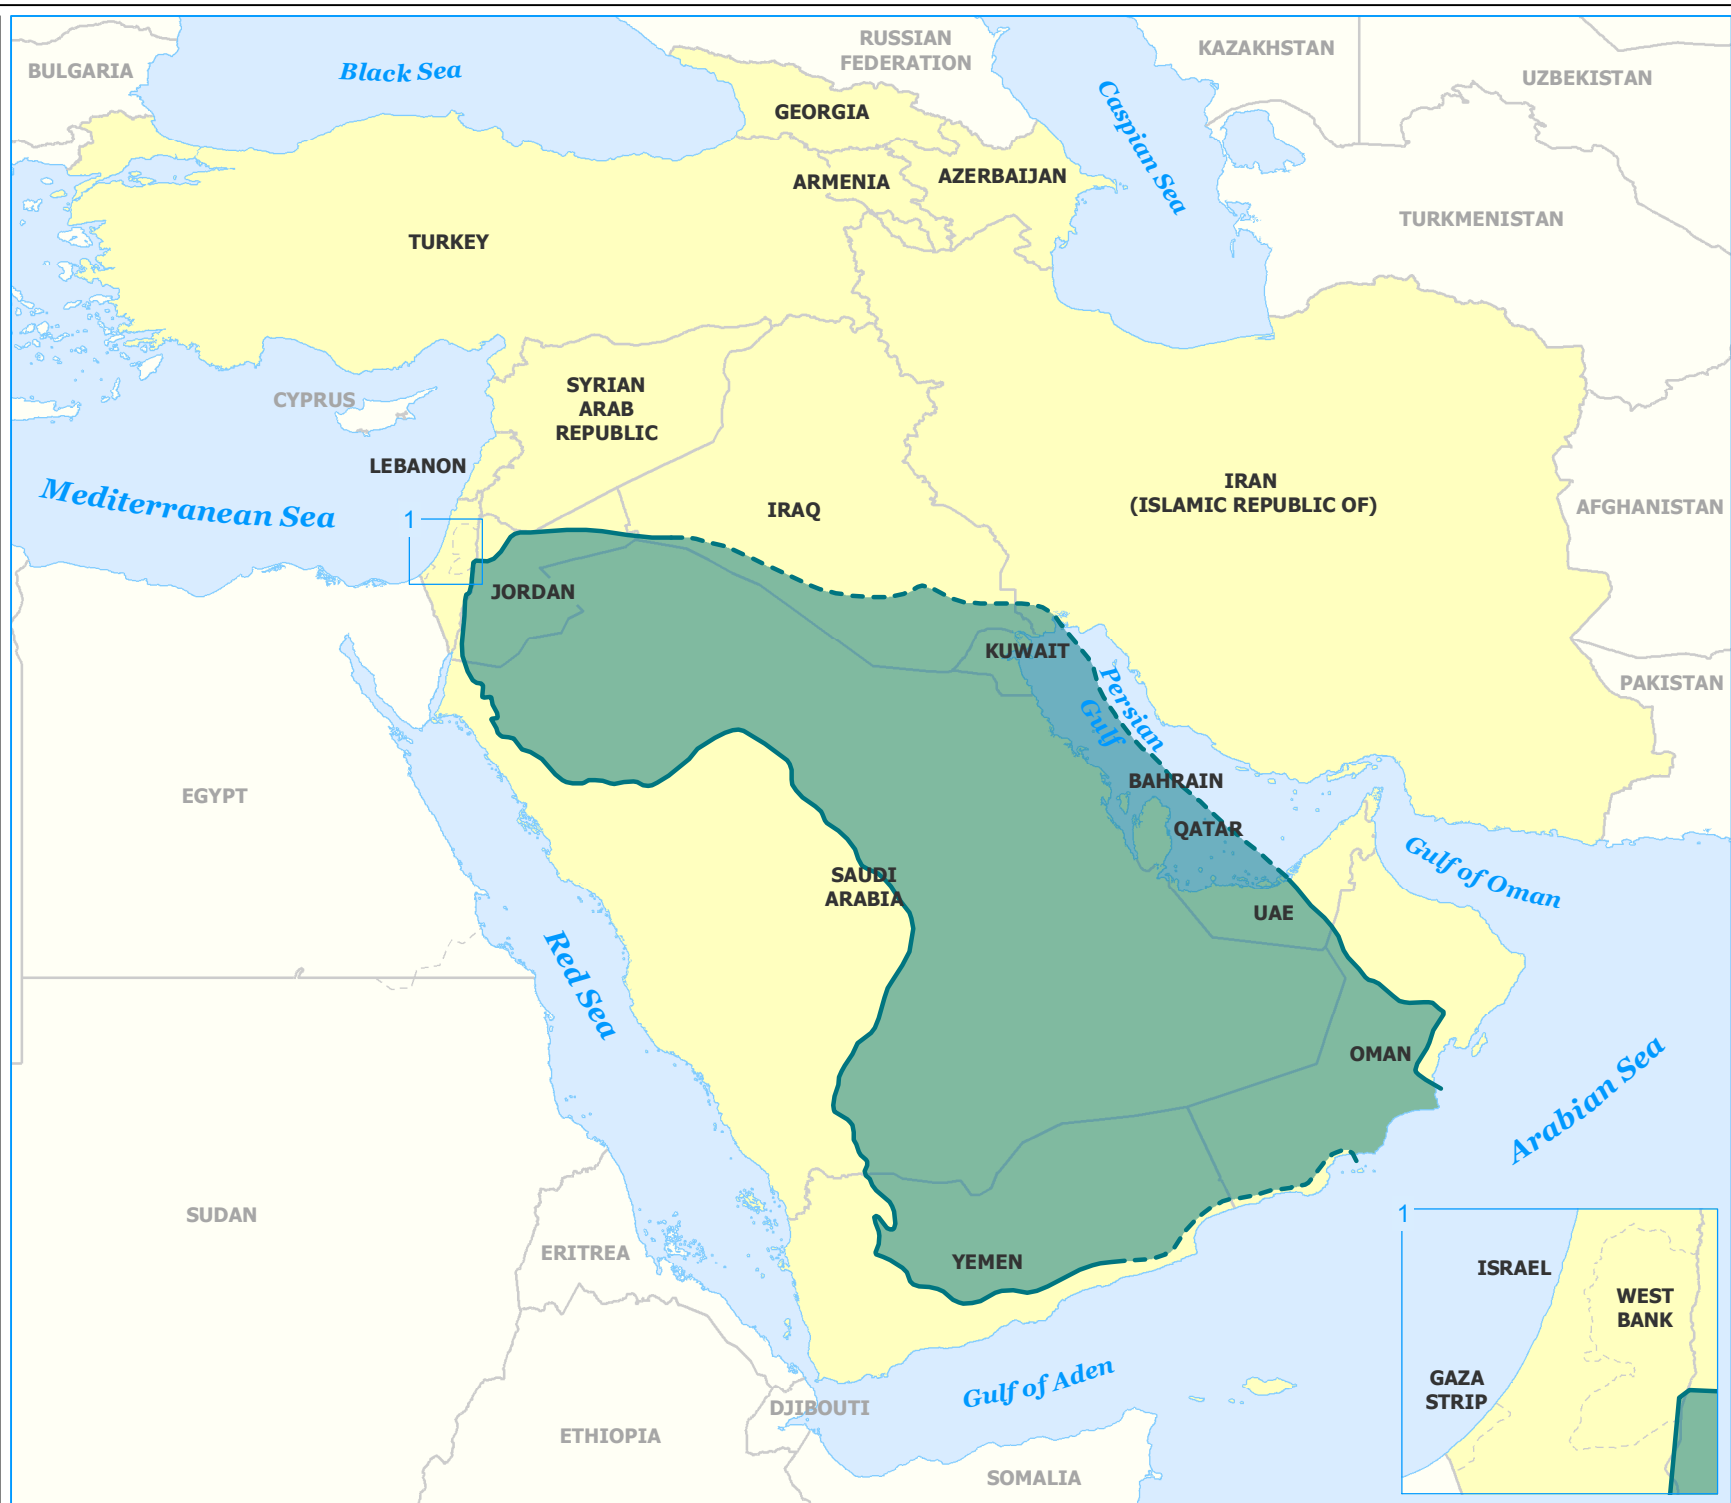 RUSSIAN
FEDERATION
KAZAKHSTAN
BULGARIA
Black Sea
UZBEKISTAN
Caspian Sea
GEORGIA
ARMENIA
AZERBAIJAN
TURKMENISTAN
TURKEY
SYRIAN
ARAB
REPUBLIC
CYPRUS
LEBANON
IRAN
(ISLAMIC REPUBLIC OF)
Mediterranean Sea
1
IRAQ
AFGHANISTAN
JORDAN
KUWAIT
PAKISTAN
Persian
Gulf
BAHRAIN
EGYPT
QATAR
SAUDI
ARABIA
Gulf of Oman
UAE
Red Sea
OMAN
Arabian Sea
SUDAN
ERITREA
YEMEN
1
ISRAEL
WEST
BANK
GAZA
STRIP
Gulf of Aden
DJIBOUTI
ETHIOPIA
SOMALIA